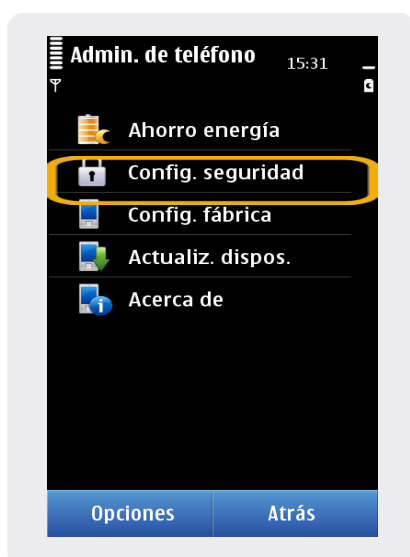 Admin. de teléfono 15:31
Ahorro energía
Config. seguridad
Config. fábrica
Actualiz. dispos.
Acerca de
Opciones Atrás